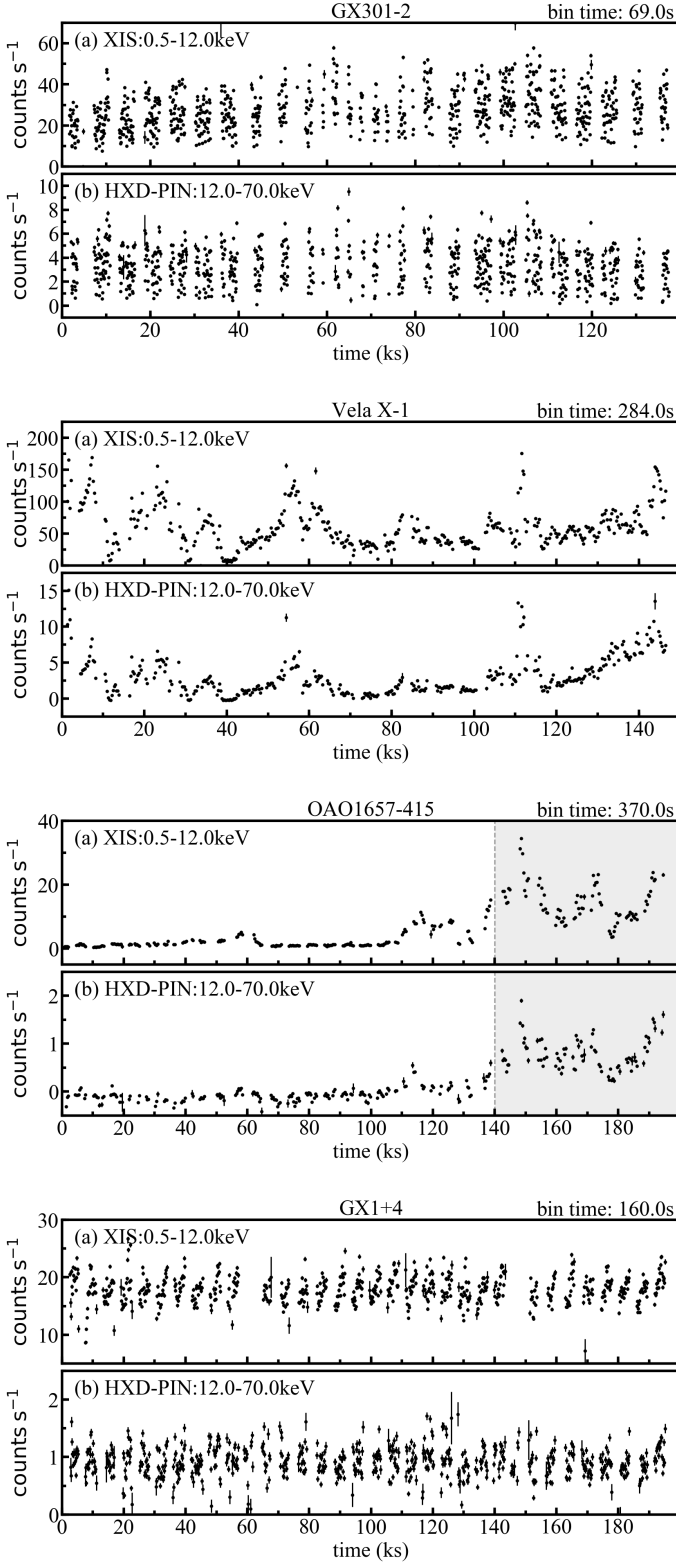 GX301-2 bin time: 69.0s
(a) XIS:0.5-12.0keV
60
40
20
0
counts s⁻¹
(b) HXD-PIN:12.0-70.0keV
10
8
6
4
2
0
counts s⁻¹
0 20 40 60 80 100 120
time (ks)
Vela X-1 bin time: 284.0s
(a) XIS:0.5-12.0keV
200
150
100
50
0
counts s⁻¹
(b) HXD-PIN:12.0-70.0keV
15
10
5
0
counts s⁻¹
0 20 40 60 80 100 120 140
time (ks)
OAO1657-415 bin time: 370.0s
(a) XIS:0.5-12.0keV
40
20
0
counts s⁻¹
(b) HXD-PIN:12.0-70.0keV
2
1
0
counts s⁻¹
0 20 40 60 80 100 120 140 160 180
time (ks)
GX1+4 bin time: 160.0s
(a) XIS:0.5-12.0keV
30
20
10
counts s⁻¹
(b) HXD-PIN:12.0-70.0keV
2
1
0
counts s⁻¹
0 20 40 60 80 100 120 140 160 180
time (ks)